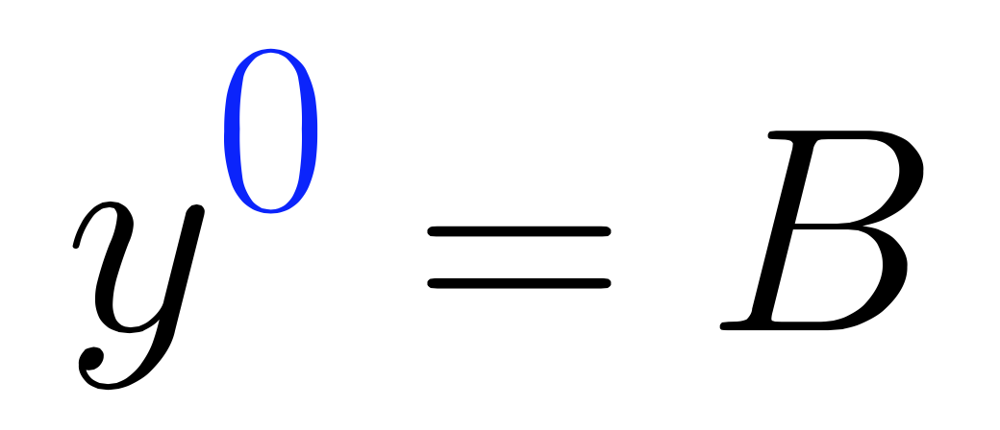 y^0 = B